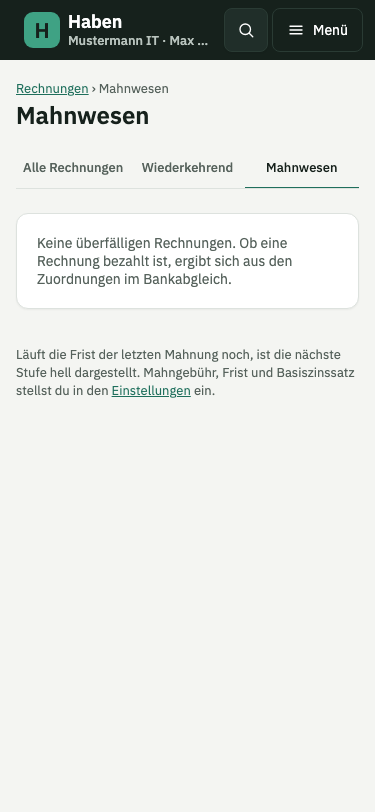 H
Haben
Mustermann IT · Max ...
Menü
Rechnungen › Mahnwesen
Mahnwesen
Alle Rechnungen
Wiederkehrend
Mahnwesen
Keine überfälligen Rechnungen. Ob eine
Rechnung bezahlt ist, ergibt sich aus den
Zuordnungen im Bankabgleich.
Läuft die Frist der letzten Mahnung noch, ist die nächste
Stufe hell dargestellt. Mahngebühr, Frist und Basiszinssatz
stellst du in den Einstellungen ein.